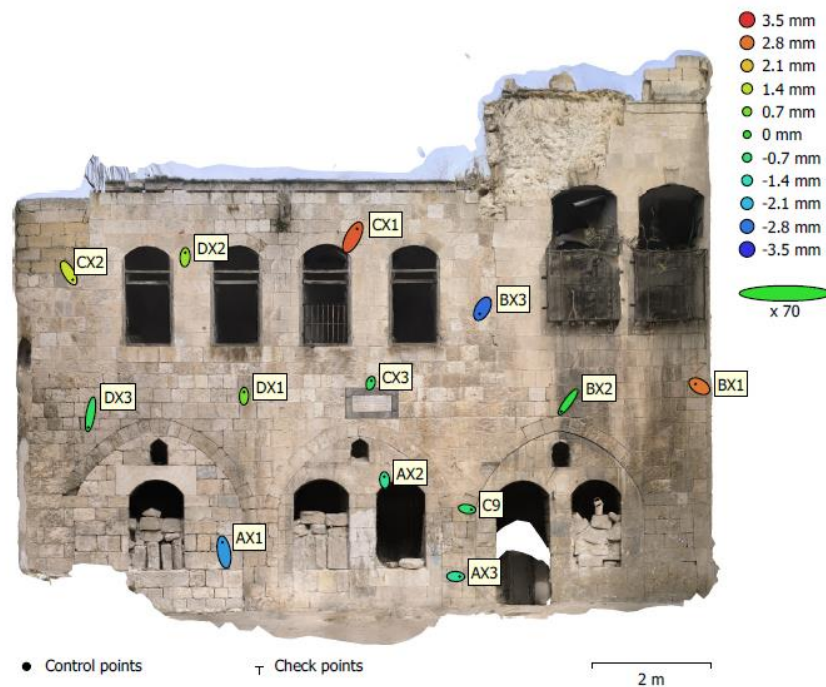 3.5 mm
2.8 mm
2.1 mm
1.4 mm
0.7 mm
0 mm
-0.7 mm
-1.4 mm
-2.1 mm
-2.8 mm
-3.5 mm
x 70
CX1
DX2
CX2
BX3
CX3
DX1
BX2
BX1
DX3
AX2
C9
AX1
AX3
Control points
Check points
2 m